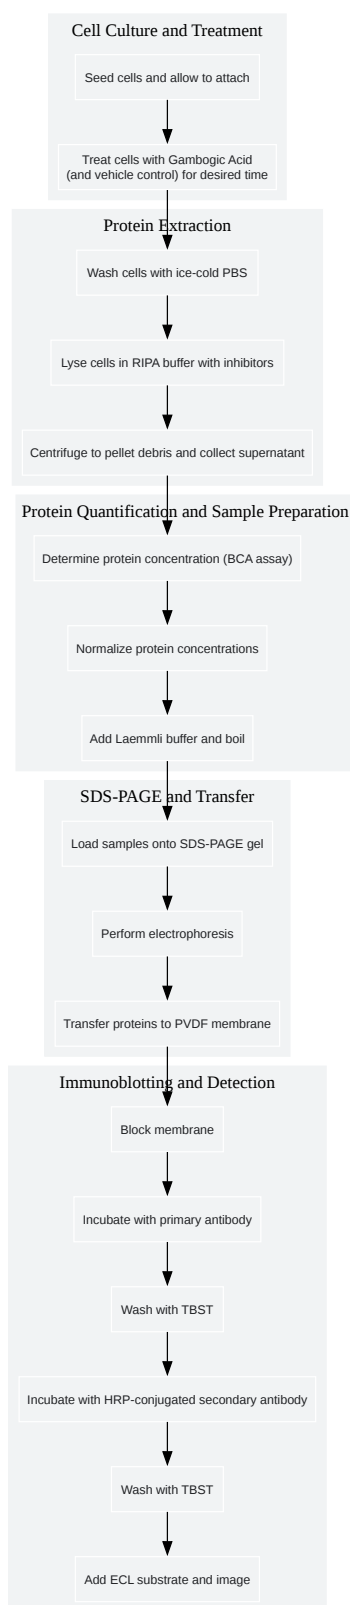 Cell Culture and Treatment
Seed cells and allow to attach
Treat cells with Gambogic Acid
(and vehicle control) for desired time
Protein Extraction
Wash cells with ice-cold PBS
Lyse cells in RIPA buffer with inhibitors
Centrifuge to pellet debris and collect supernatant
Protein Quantification and Sample Preparation
Determine protein concentration (BCA assay)
Normalize protein concentrations
Add Laemmli buffer and boil
SDS-PAGE and Transfer
Load samples onto SDS-PAGE gel
Perform electrophoresis
Transfer proteins to PVDF membrane
Immunoblotting and Detection
Block membrane
Incubate with primary antibody
Wash with TBST
Incubate with HRP-conjugated secondary antibody
Wash with TBST
Add ECL substrate and image